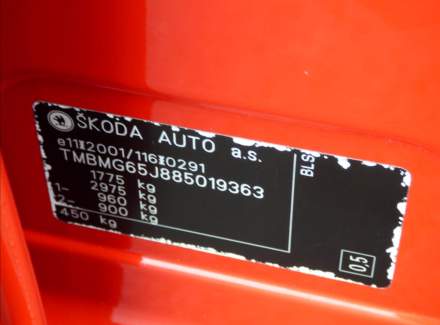 ŠKODA AUTO a.s.
e11*2001/116*0291
TMBMG65J885019363
1775 kg
1- 2975 kg
2- 960 kg
900 kg
450 kg
BLS
0,5